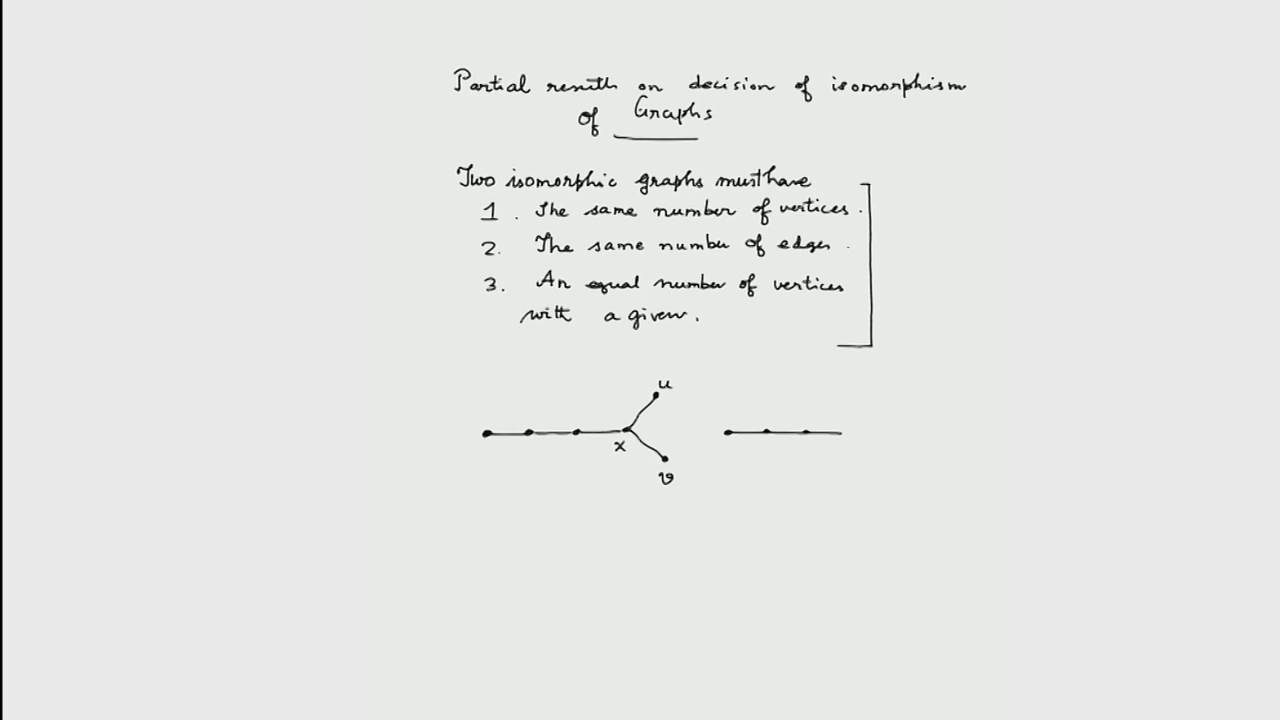 Partial results on decision of isomorphism
of Graphs
Two isomorphic graphs must have
1. The same number of vertices.
2. The same number of edges.
3. An equal number of vertices
with a given.
u
x
v